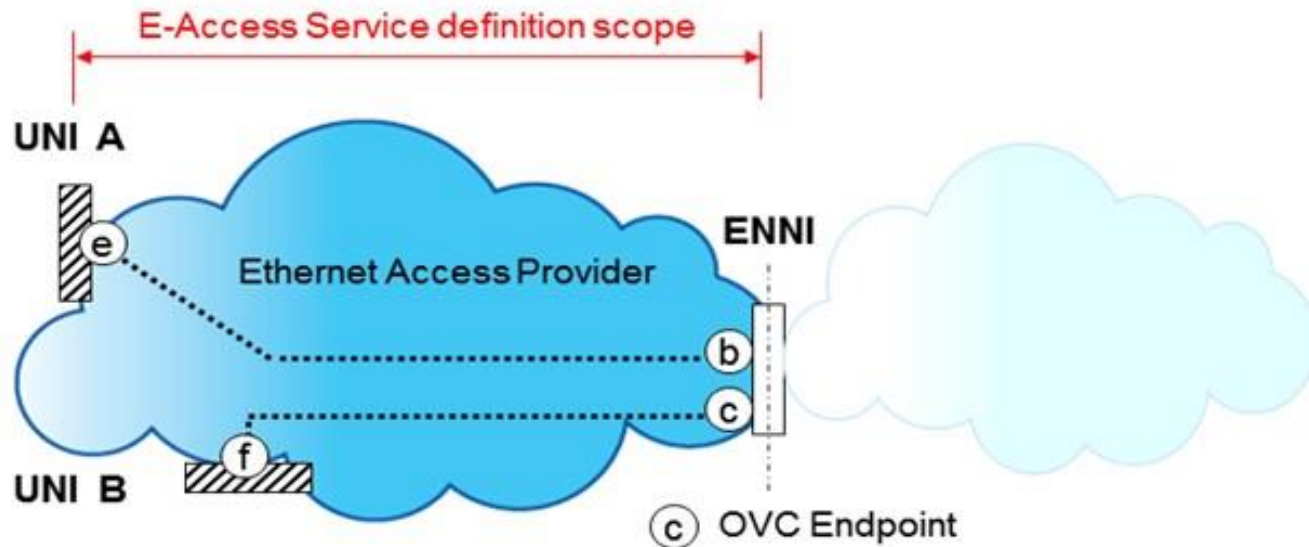 E-Access Service definition scope
UNI A
ENNI
e
Ethernet Access Provider
b
c
f
UNI B
c OVC Endpoint